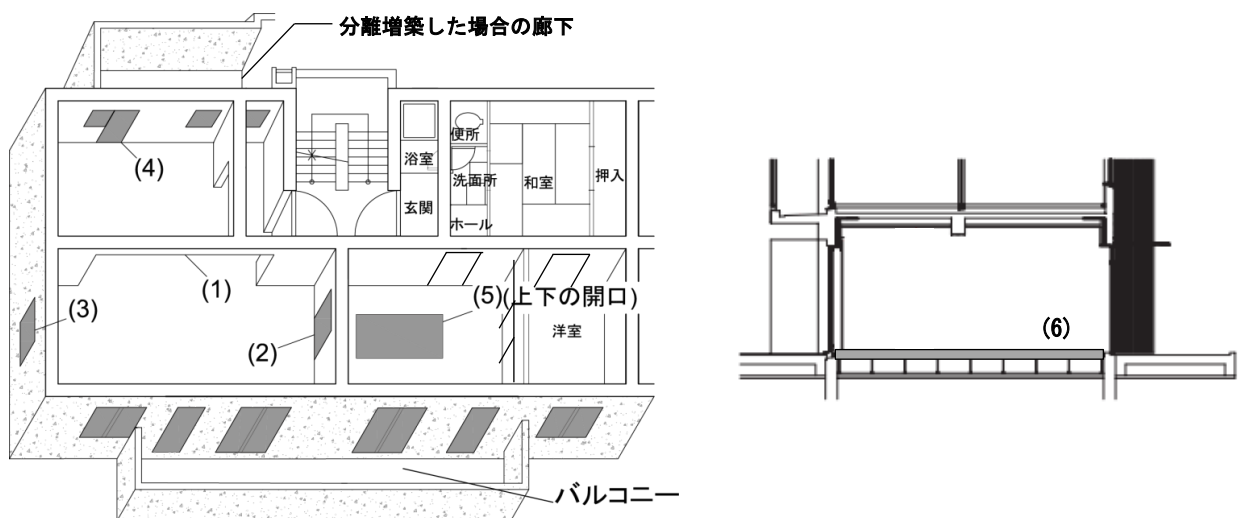 分離増築した場合の廊下
(4)
浴室
玄関
便所
洗面所
和室
押入
ホール
(1)
(3)
(2)
(5)(上下の開口)
洋室
バルコニー
(6)